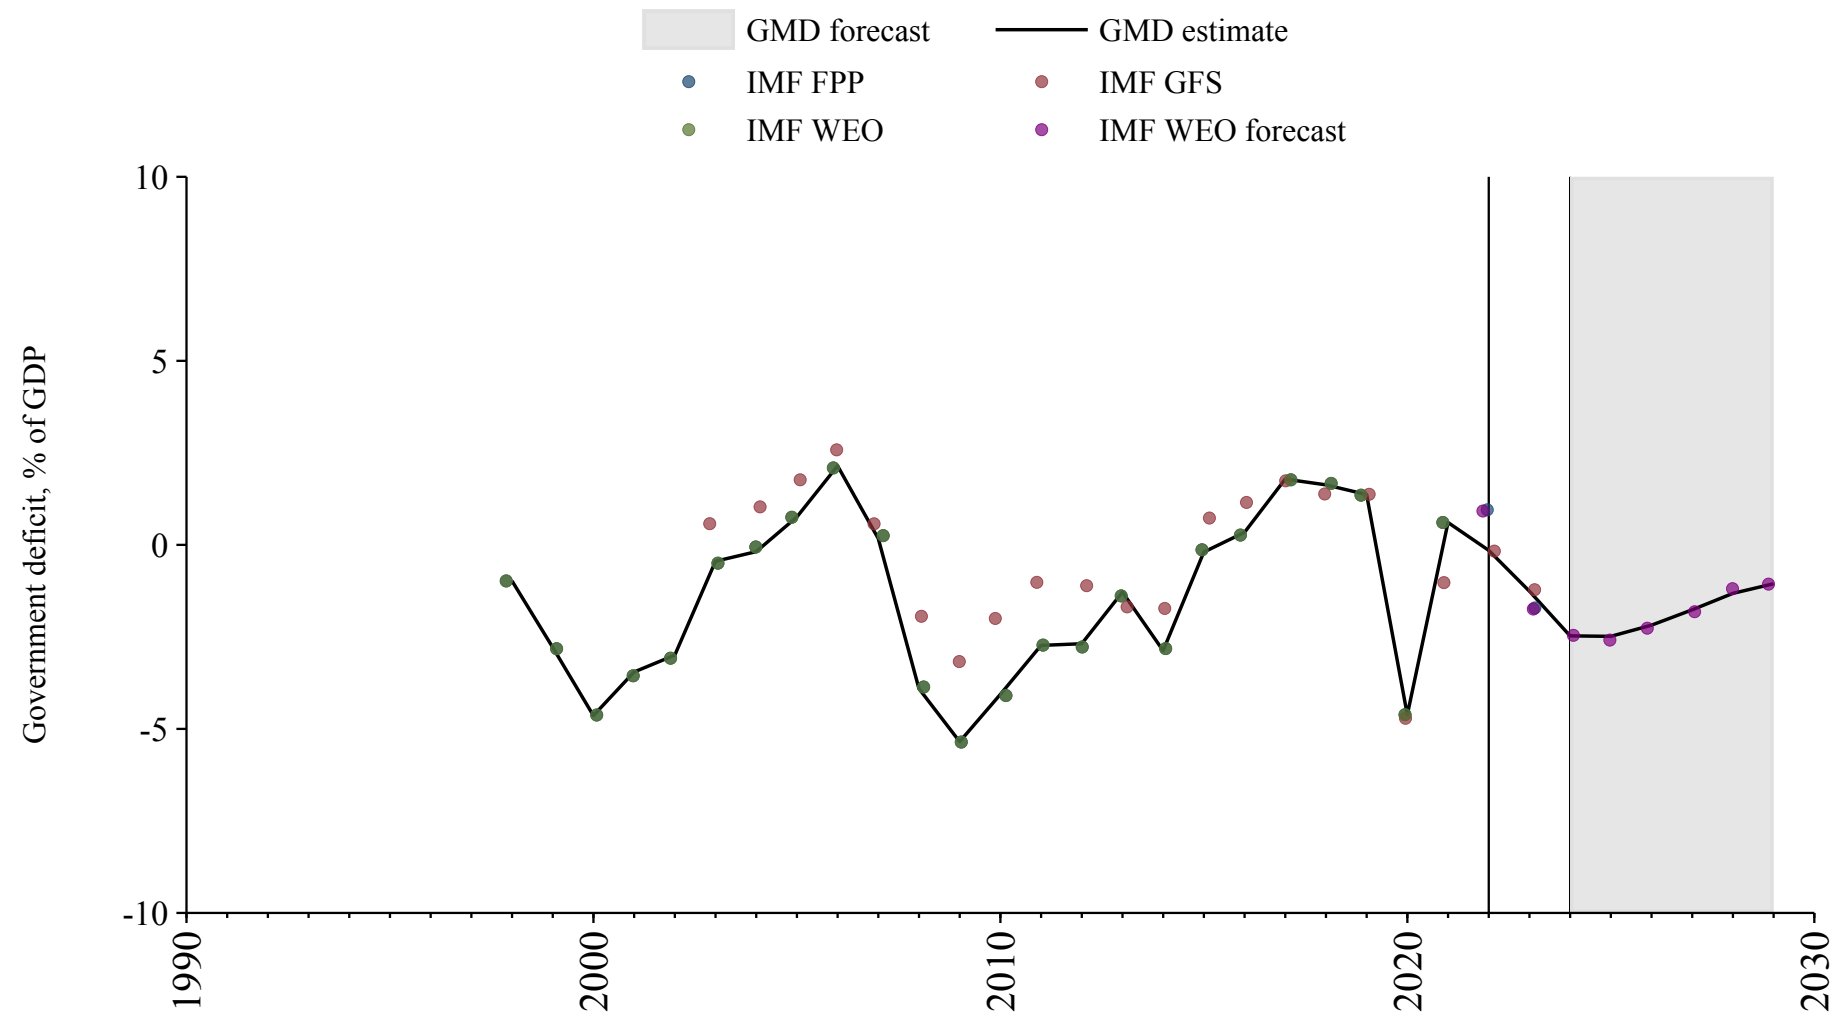 GMD forecast
GMD estimate
IMF FPP
IMF GFS
IMF WEO
IMF WEO forecast
Government deficit, % of GDP
10
5
0
-5
-10
1990
2000
2010
2020
2030